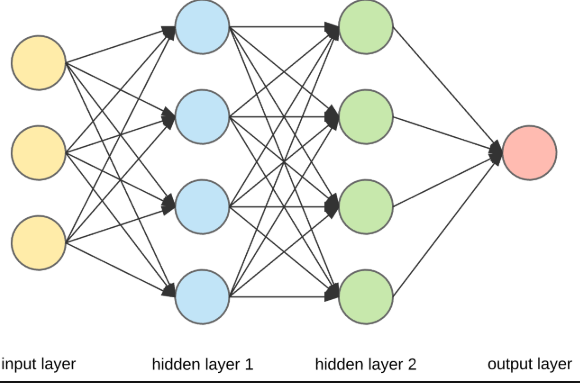 input layer
hidden layer 1
hidden layer 2
output layer